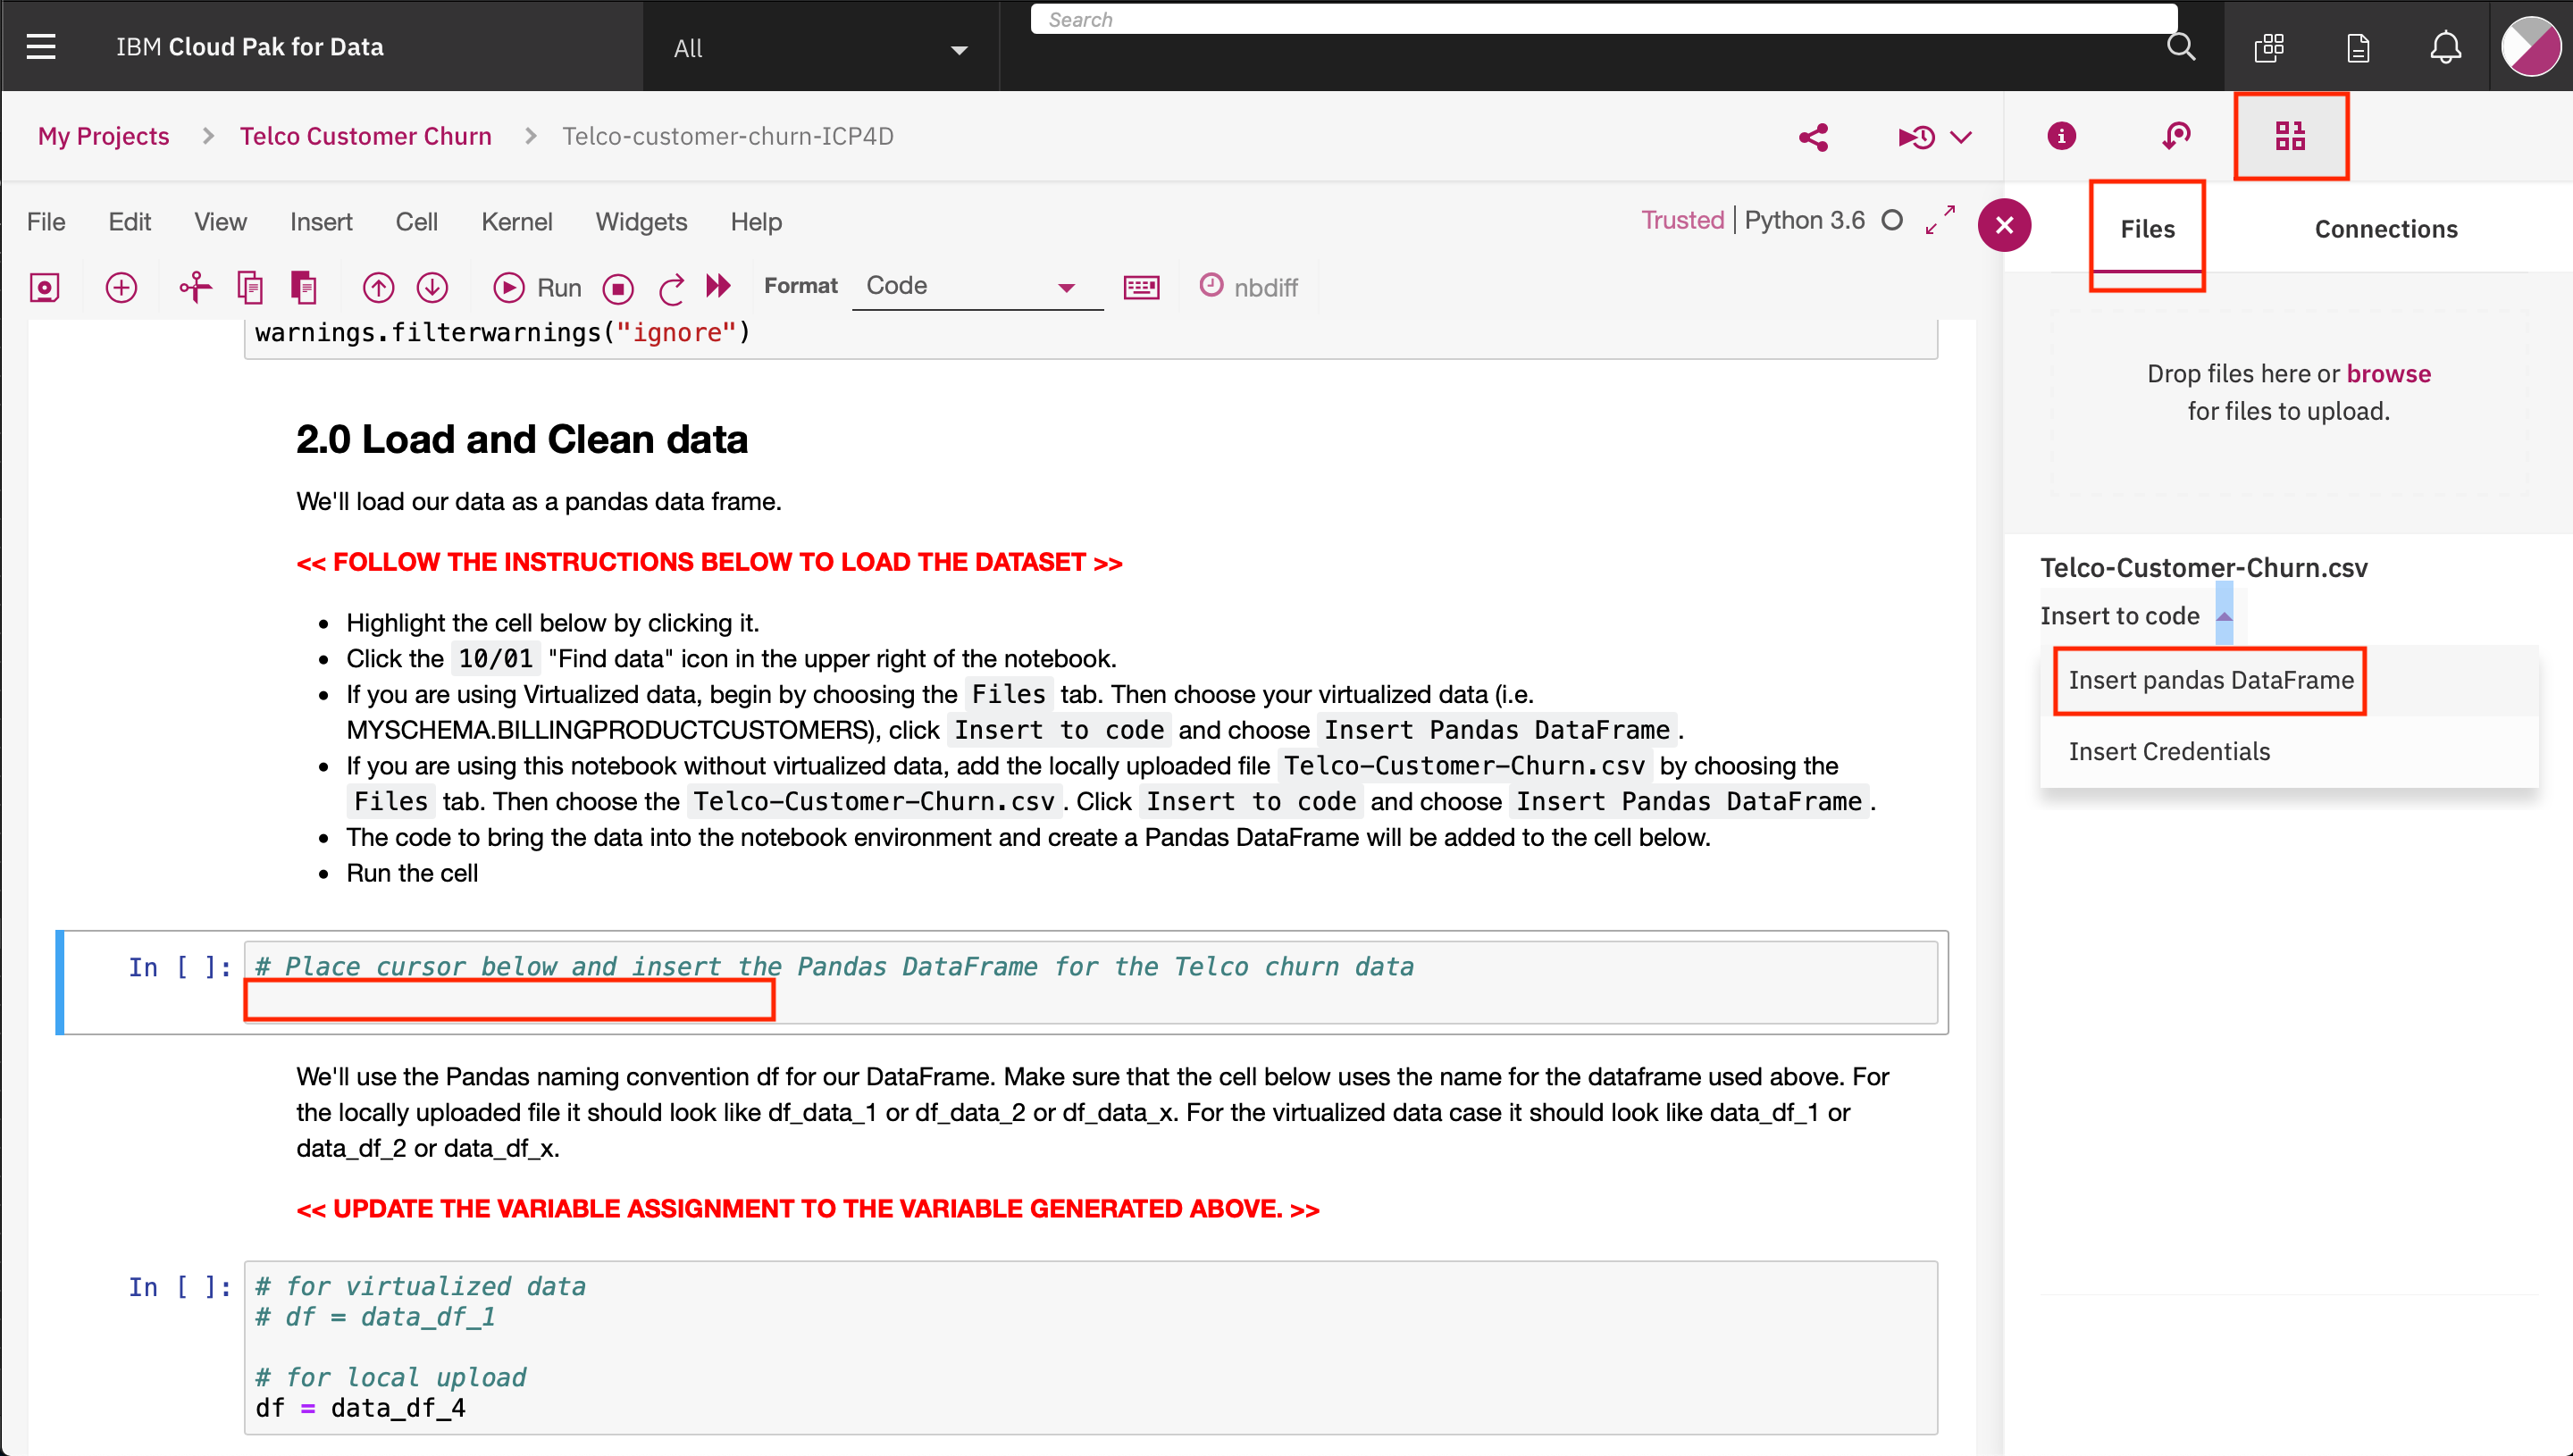 IBM Cloud Pak for Data
All
Search
My Projects > Telco Customer Churn > Telco-customer-churn-ICP4D
File Edit View Insert Cell Kernel Widgets Help
Trusted | Python 3.6
Files Connections
Run
Format Code
nbdiff
warnings.filterwarnings("ignore")
2.0 Load and Clean data
We'll load our data as a pandas data frame.
<< FOLLOW THE INSTRUCTIONS BELOW TO LOAD THE DATASET >>
• Highlight the cell below by clicking it.
• Click the 10/01 "Find data" icon in the upper right of the notebook.
• If you are using Virtualized data, begin by choosing the Files tab. Then choose your virtualized data (i.e.
MYSCHEMA.BILLINGPRODUCTCUSTOMERS), click Insert to code and choose Insert Pandas DataFrame.
• If you are using this notebook without virtualized data, add the locally uploaded file Telco-Customer-Churn.csv by choosing the
Files tab. Then choose the Telco-Customer-Churn.csv. Click Insert to code and choose Insert Pandas DataFrame.
• The code to bring the data into the notebook environment and create a Pandas DataFrame will be added to the cell below.
• Run the cell
In [ ]: # Place cursor below and insert the Pandas DataFrame for the Telco churn data
We'll use the Pandas naming convention df for our DataFrame. Make sure that the cell below uses the name for the dataframe used above. For
the locally uploaded file it should look like df_data_1 or df_data_2 or df_data_x. For the virtualized data case it should look like data_df_1 or
data_df_2 or data_df_x.
<< UPDATE THE VARIABLE ASSIGNMENT TO THE VARIABLE GENERATED ABOVE. >>
In [ ]: # for virtualized data
# df = data_df_1
# for local upload
df = data_df_4
Drop files here or browse
for files to upload.
Telco-Customer-Churn.csv
Insert to code
Insert pandas DataFrame
Insert Credentials